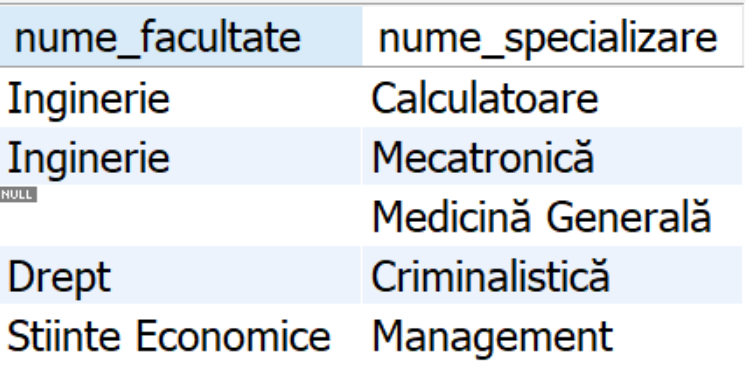 nume_facultate nume_specializare
Inginerie Calculatoare
Inginerie Mecatronică
NULL Medicină Generală
Drept Criminalistică
Stiinte Economice Management